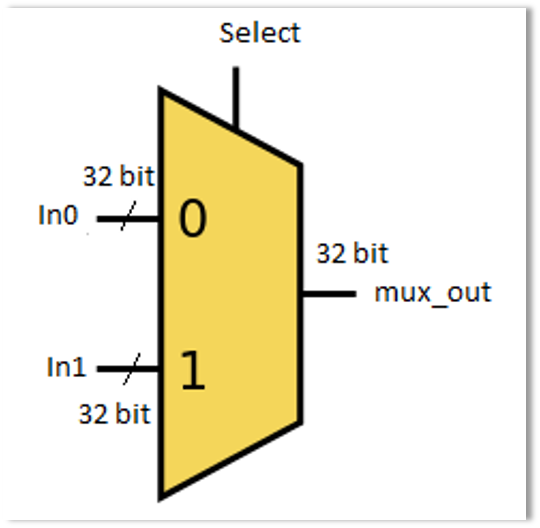 Select
32 bit
In0
0
32 bit
mux_out
In1
1
32 bit